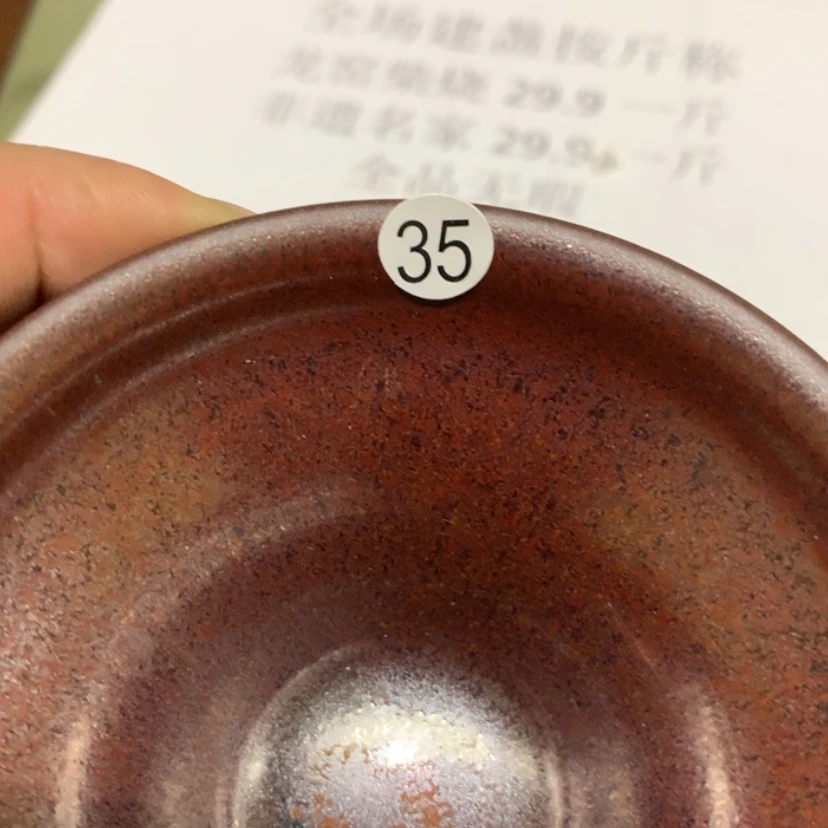 全场建盏按斤称
龙窑柴烧 29.9 一斤
非遗名家 29.9 一斤
全品无瑕
35